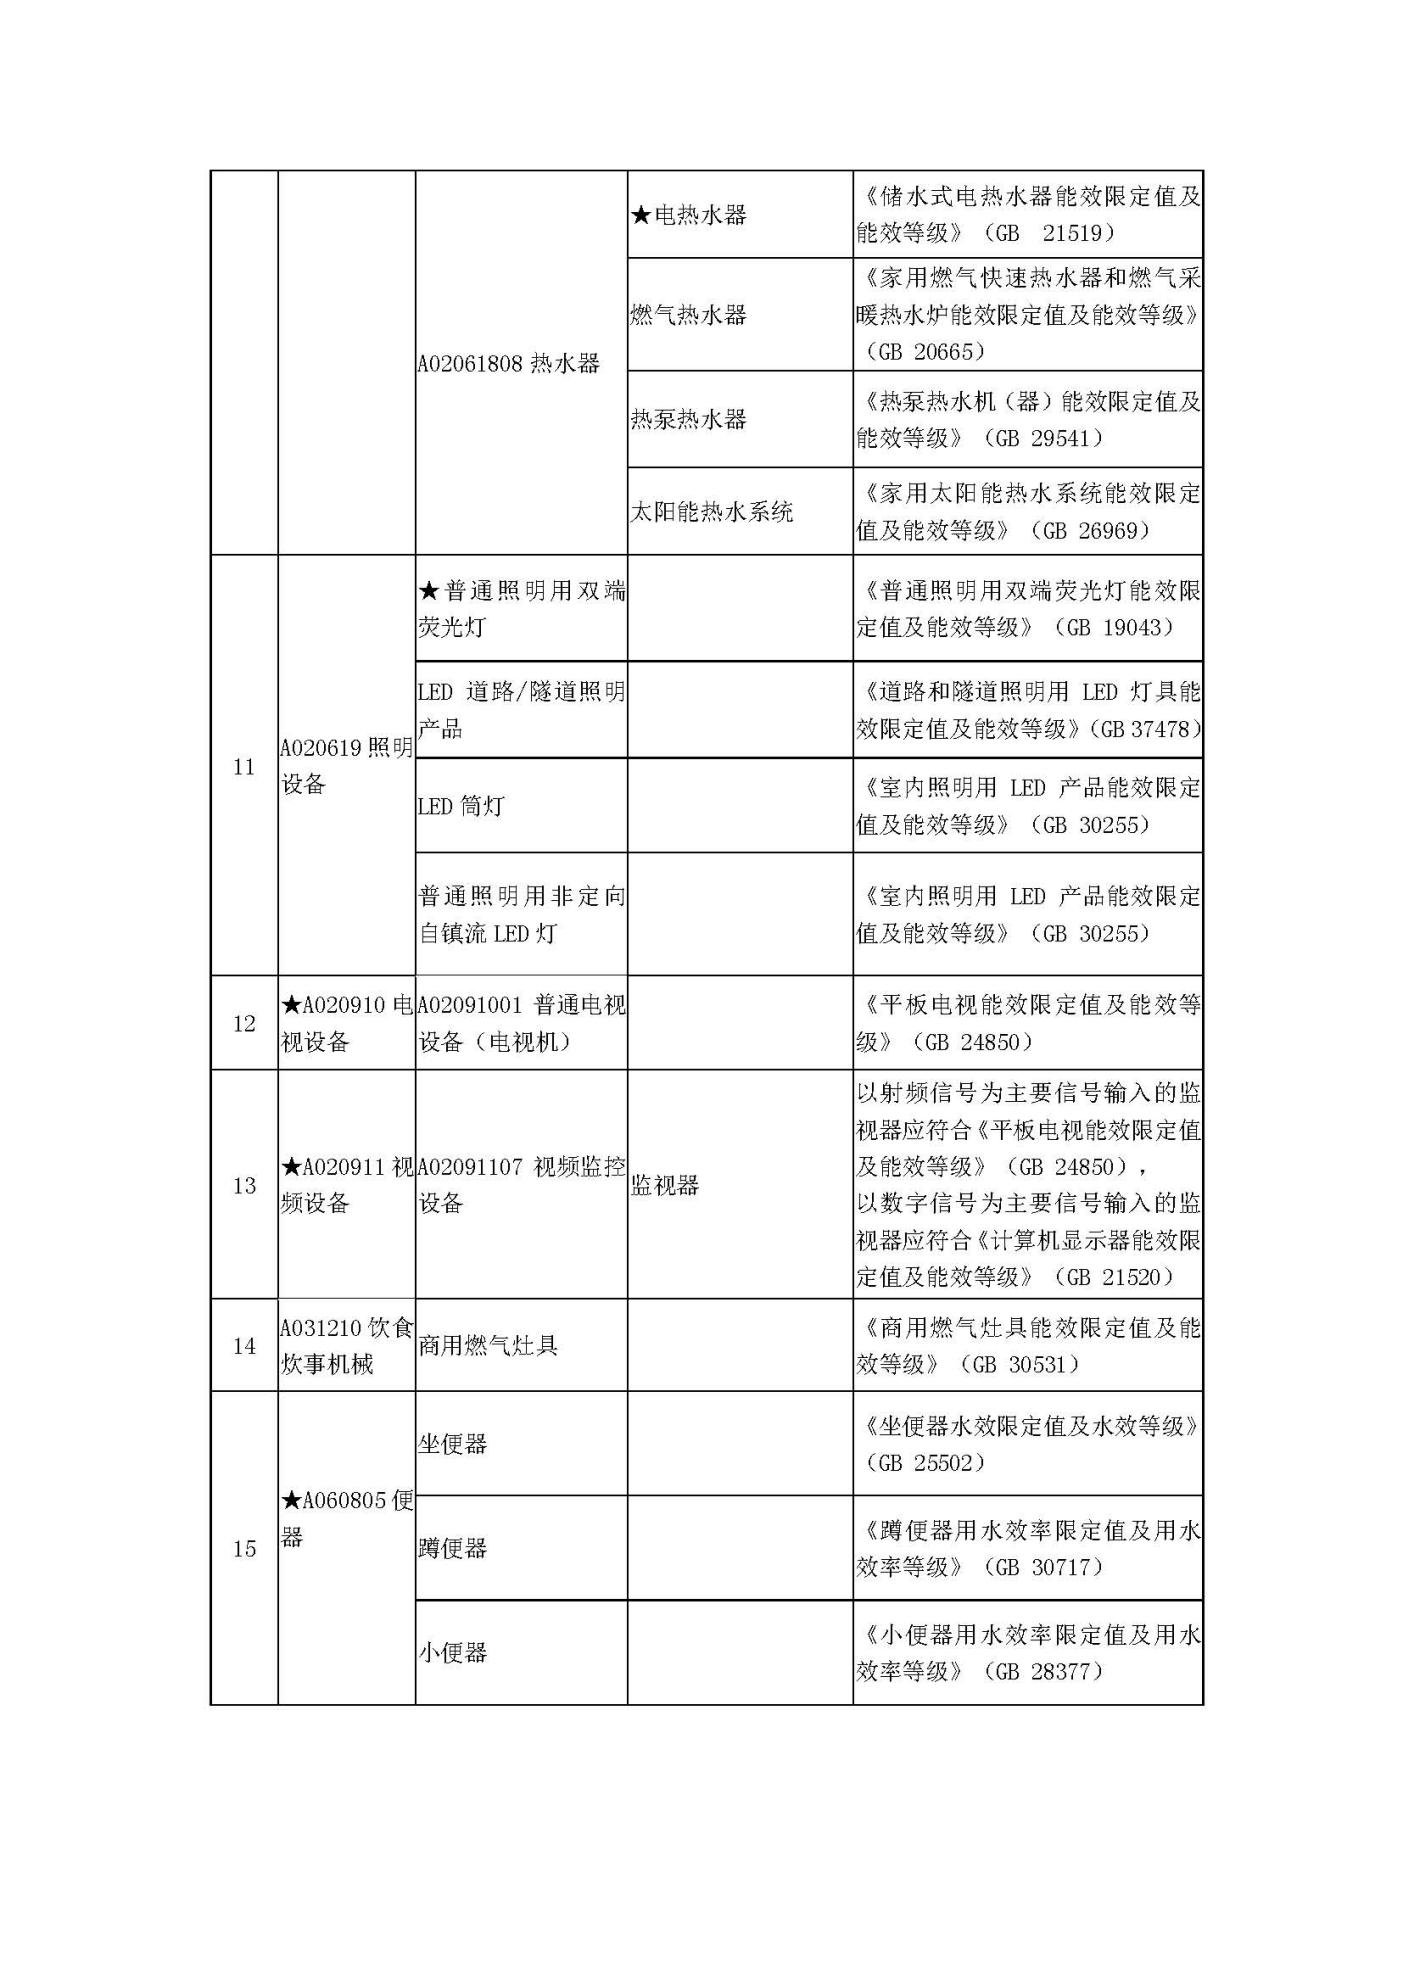 A02061808 热水器
★电热水器
《储水式电热水器能效限定值及
能效等级》（GB 21519）
燃气热水器
《家用燃气快速热水器和燃气采
暖热水炉能效限定值及能效等级》
（GB 20665）
热泵热水器
《热泵热水机（器）能效限定值及
能效等级》（GB 29541）
太阳能热水系统
《家用太阳能热水系统能效限定
值及能效等级》（GB 26969）
11
A020619 照明
设备
★普通照明用双端
荧光灯
《普通照明用双端荧光灯能效限
定值及能效等级》（GB 19043）
LED 道路/隧道照明
产品
《道路和隧道照明用 LED 灯具能
效限定值及能效等级》（GB 37478）
LED 筒灯
《室内照明用 LED 产品能效限定
值及能效等级》（GB 30255）
普通照明用非定向
自镇流 LED 灯
《室内照明用 LED 产品能效限定
值及能效等级》（GB 30255）
12
★A020910 电
视设备
A02091001 普通电视
设备（电视机）
《平板电视能效限定值及能效等
级》（GB 24850）
13
★A020911 视
频设备
A02091107 视频监控
设备
监视器
以射频信号为主要信号输入的监
视器应符合《平板电视能效限定值
及能效等级》（GB 24850），
以数字信号为主要信号输入的监
视器应符合《计算机显示器能效限
定值及能效等级》（GB 21520）
14
A031210 饮食
炊事机械
商用燃气灶具
《商用燃气灶具能效限定值及能
效等级》（GB 30531）
15
★A060805 便
器
坐便器
《坐便器水效限定值及水效等级》
（GB 25502）
蹲便器
《蹲便器用水效率限定值及用水
效率等级》（GB 30717）
小便器
《小便器用水效率限定值及用水
效率等级》（GB 28377）